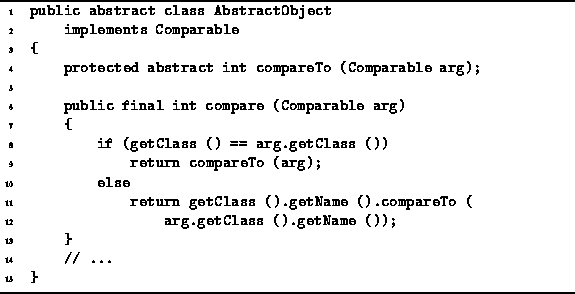 1 public abstract class AbstractObject
2     implements Comparable
3 {
4     protected abstract int compareTo (Comparable arg);
5
6     public final int compare (Comparable arg)
7     {
8         if (getClass () == arg.getClass ())
9             return compareTo (arg);
10         else
11             return getClass ().getName ().compareTo (
12                 arg.getClass ().getName ());
13     }
14     // ...
15 }